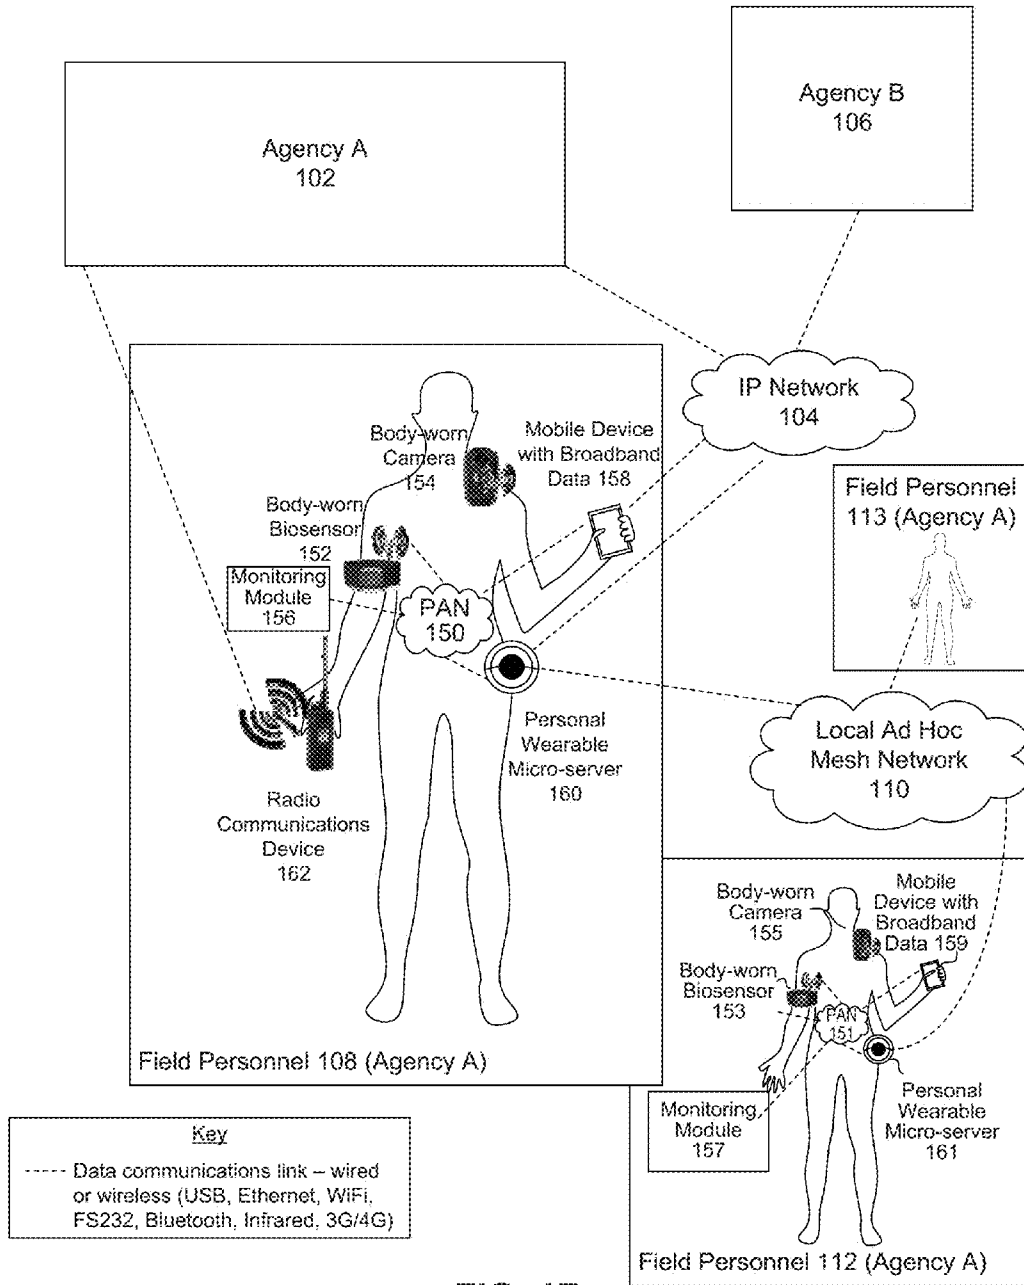 Agency A
102
Agency B
106
IP Network
104
Body-worn
Camera
154
Mobile Device
with Broadband
Data 158
Body-worn
Biosensor
152
Monitoring
Module
156
PAN
150
Field Personnel
113 (Agency A)
Personal
Wearable
Micro-server
160
Local Ad Hoc
Mesh Network
110
Radio
Communications
Device
162
Field Personnel 108 (Agency A)
Body-worn
Camera
155
Mobile
Device with
Broadband
Data 159
Body-worn
Biosensor
153
PAN
151
Monitoring
Module
157
Personal
Wearable
Micro-server
161
Field Personnel 112 (Agency A)
Key
Data communications link – wired
or wireless (USB, Ethernet, WiFi,
FS232, Bluetooth, Infrared, 3G/4G)